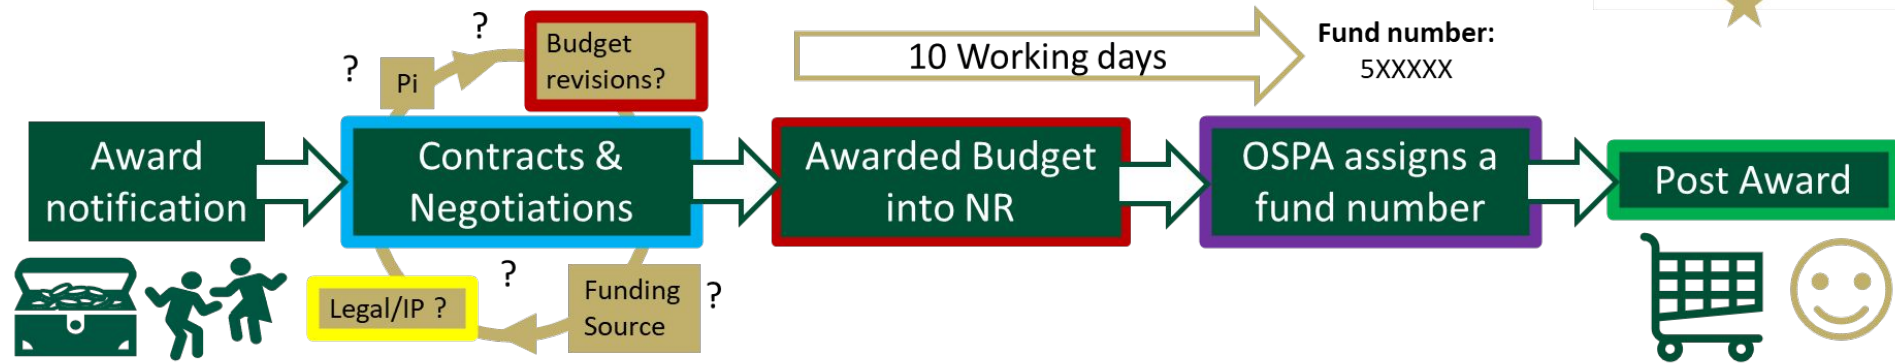 ?
?
Pi
Budget
revisions?
10 Working days
Fund number:
5XXXXX
Award
notification
Contracts &
Negotiations
Awarded Budget
into NR
OSPA assigns a
fund number
Post Award
Legal/IP ?
?
Funding
Source
?